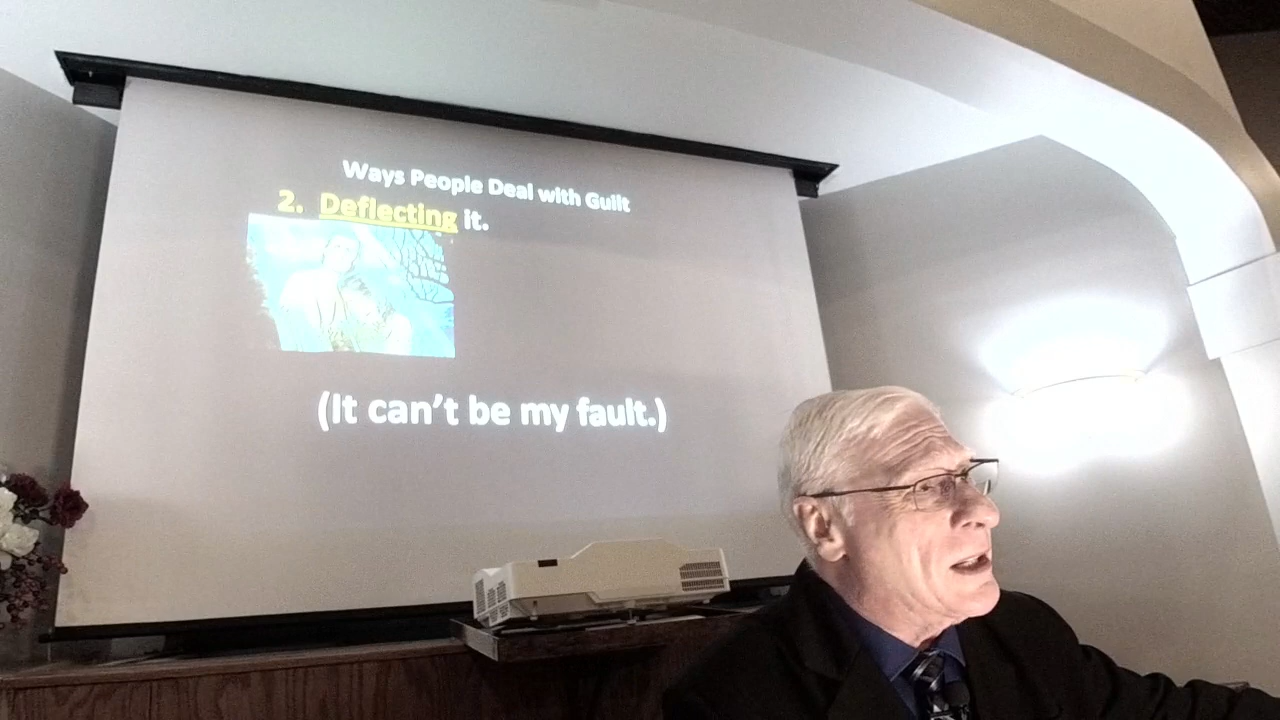 Ways People Deal with Guilt
2. Deflecting it.
(It can't be my fault.)